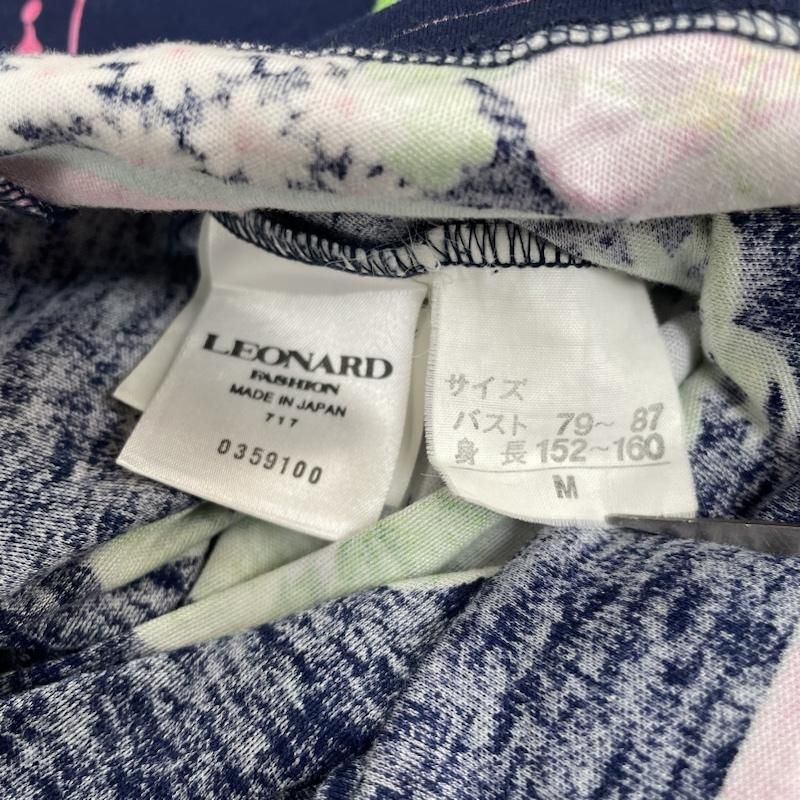 LEONARD
FASHION
MADE IN JAPAN
717
0359100
サイズ
バスト 79～87
身長 152～160
M